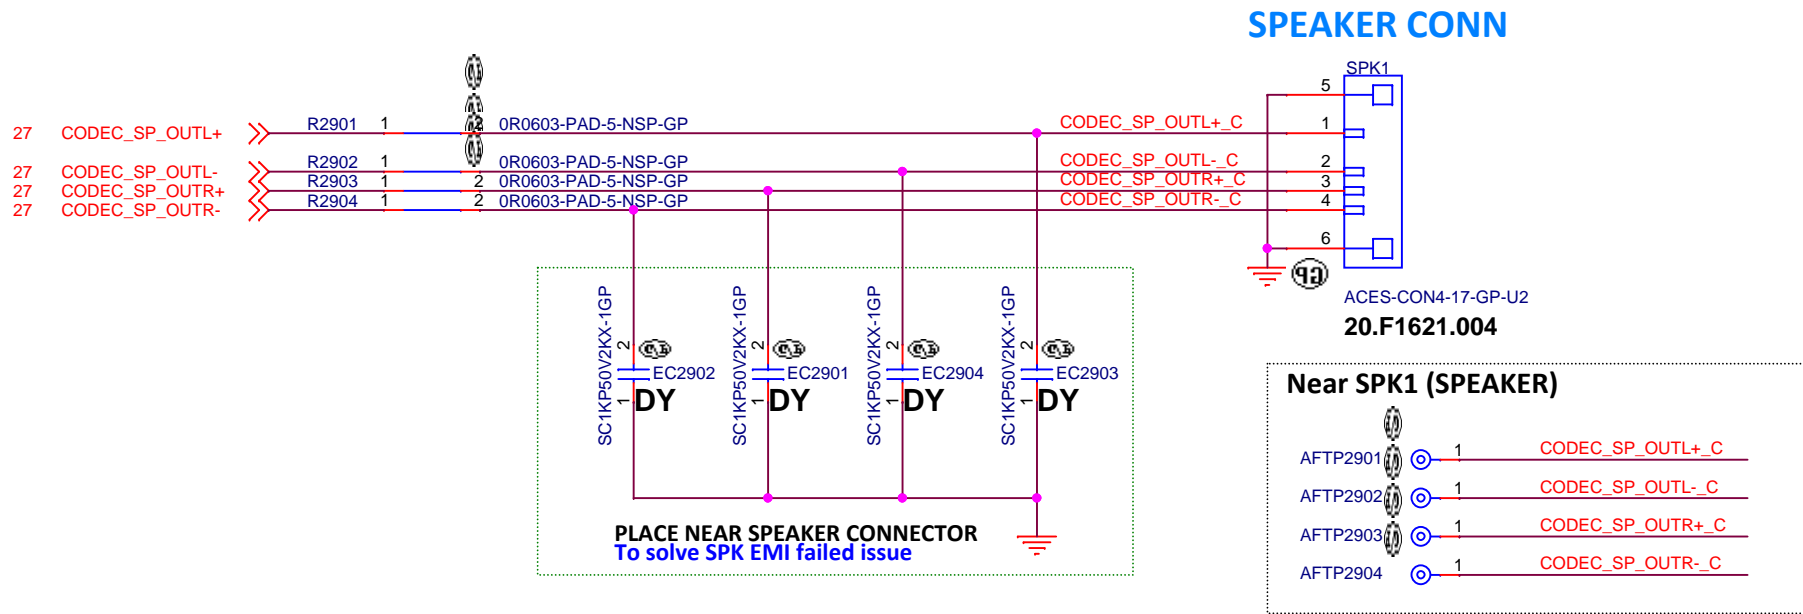 SPEAKER CONN
SPK1
5
27 CODEC_SP_OUTL+ R2901 1 2 0R0603-PAD-5-NSP-GP CODEC_SP_OUTL+_C 1
27 CODEC_SP_OUTL- R2902 1 0R0603-PAD-5-NSP-GP CODEC_SP_OUTL-_C 2
27 CODEC_SP_OUTR+ R2903 1 2 0R0603-PAD-5-NSP-GP CODEC_SP_OUTR+_C 3
27 CODEC_SP_OUTR- R2904 1 2 0R0603-PAD-5-NSP-GP CODEC_SP_OUTR-_C 4
6
GP
ACES-CON4-17-GP-U2
20.F1621.004
SC1KP50V2KX-1GP
2
EC2902
1
DY
SC1KP50V2KX-1GP
2
EC2901
1
DY
SC1KP50V2KX-1GP
2
EC2904
1
DY
SC1KP50V2KX-1GP
2
EC2903
1
DY
PLACE NEAR SPEAKER CONNECTOR
To solve SPK EMI failed issue
Near SPK1 (SPEAKER)
AFTP2901 1 CODEC_SP_OUTL+_C
AFTP2902 1 CODEC_SP_OUTL-_C
AFTP2903 1 CODEC_SP_OUTR+_C
AFTP2904 1 CODEC_SP_OUTR-_C